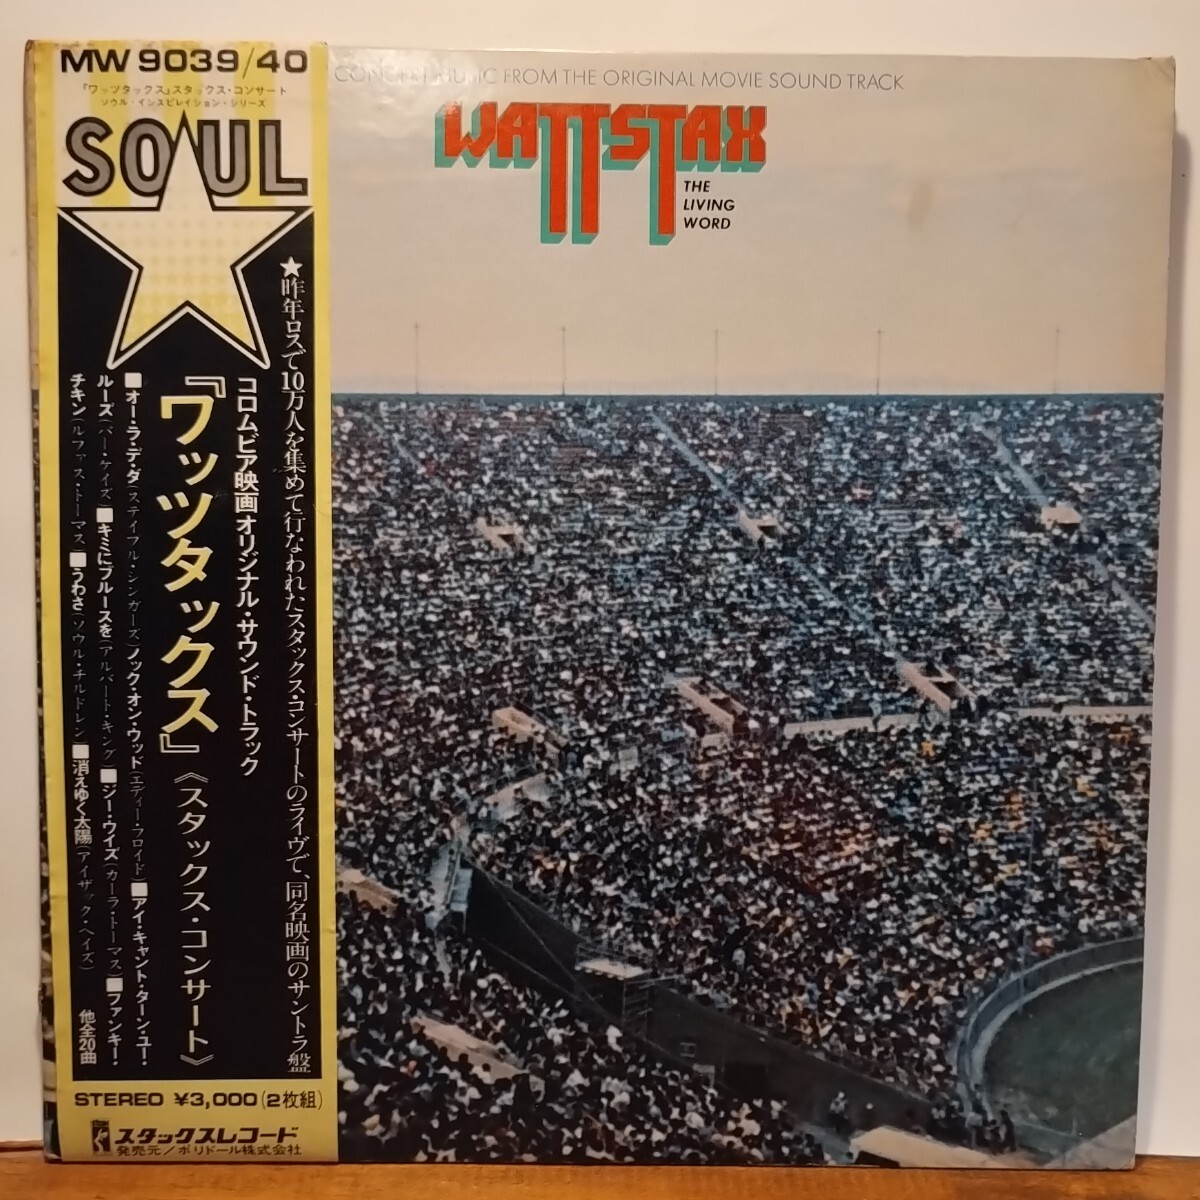 MW 9039/40
『ワッツタックス』スタックス・コンサート
ソウル・インスピレイション・シリーズ
SOUL
★昨年ロスで10万人を集めて行なわれたスタックス・コンサートのライヴで、同名映画のサントラ盤
コロムビア映画オリジナル・サウンド・トラック
『ワッツタックス』《スタックス・コンサート》
■オー・ラ・デ・ダ(ステイプル・シンガーズ)ノック・オン・ウッド(エディー・フロイド)■アイ・キャント・ターン・ユー・
ルーズ(バー・ケイズ)■キミにブルースを(アルバート・キング)■ジー・ウイズ(カーラ・トーマス)■ファンキー・
チキン(ルファス・トーマス)■うわさ(ソウル・チルドレン)■消えゆく太陽(アイザック・ヘイズ)
他全20曲
STEREO ¥3,000(2枚組)
スタックスレコード
発売元/ポリドール株式会社
CONCERT MUSIC FROM THE ORIGINAL MOVIE SOUND TRACK
WATTSTAX
THE
LIVING
WORD